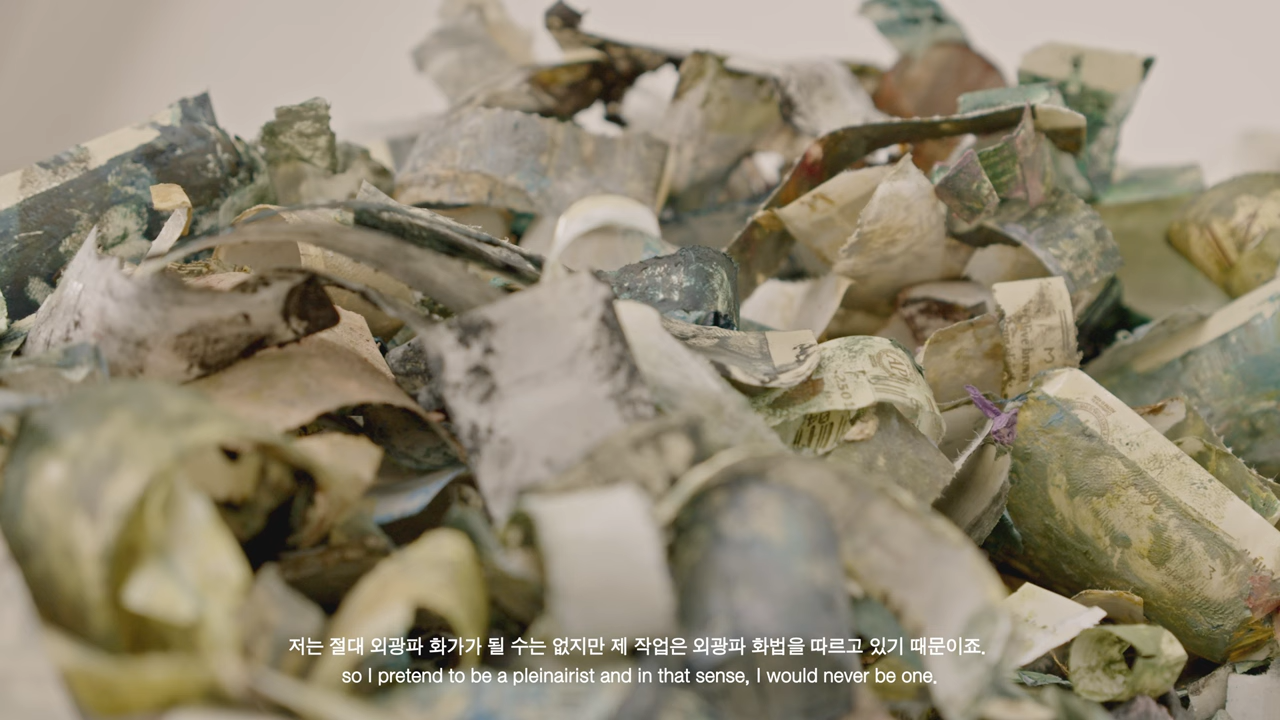 저는 절대 외광파 화가가 될 수는 없지만 제 작업은 외광파 화법을 따르고 있기 때문이죠.
so I pretend to be a pleinairist and in that sense, I would never be one.